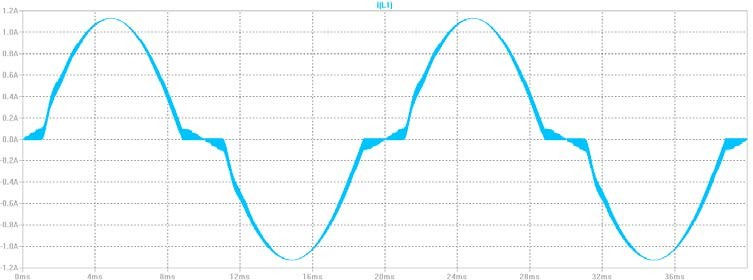 I(L1)
1.2A
1.0A
0.8A
0.6A
0.4A
0.2A
0.0A
-0.2A
-0.4A
-0.6A
-0.8A
-1.0A
-1.2A
0ms 4ms 8ms 12ms 16ms 20ms 24ms 28ms 32ms 36ms